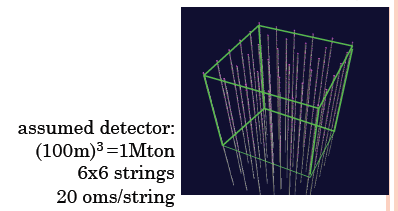 assumed detector:
(100m)³=1Mton
6x6 strings
20 oms/string